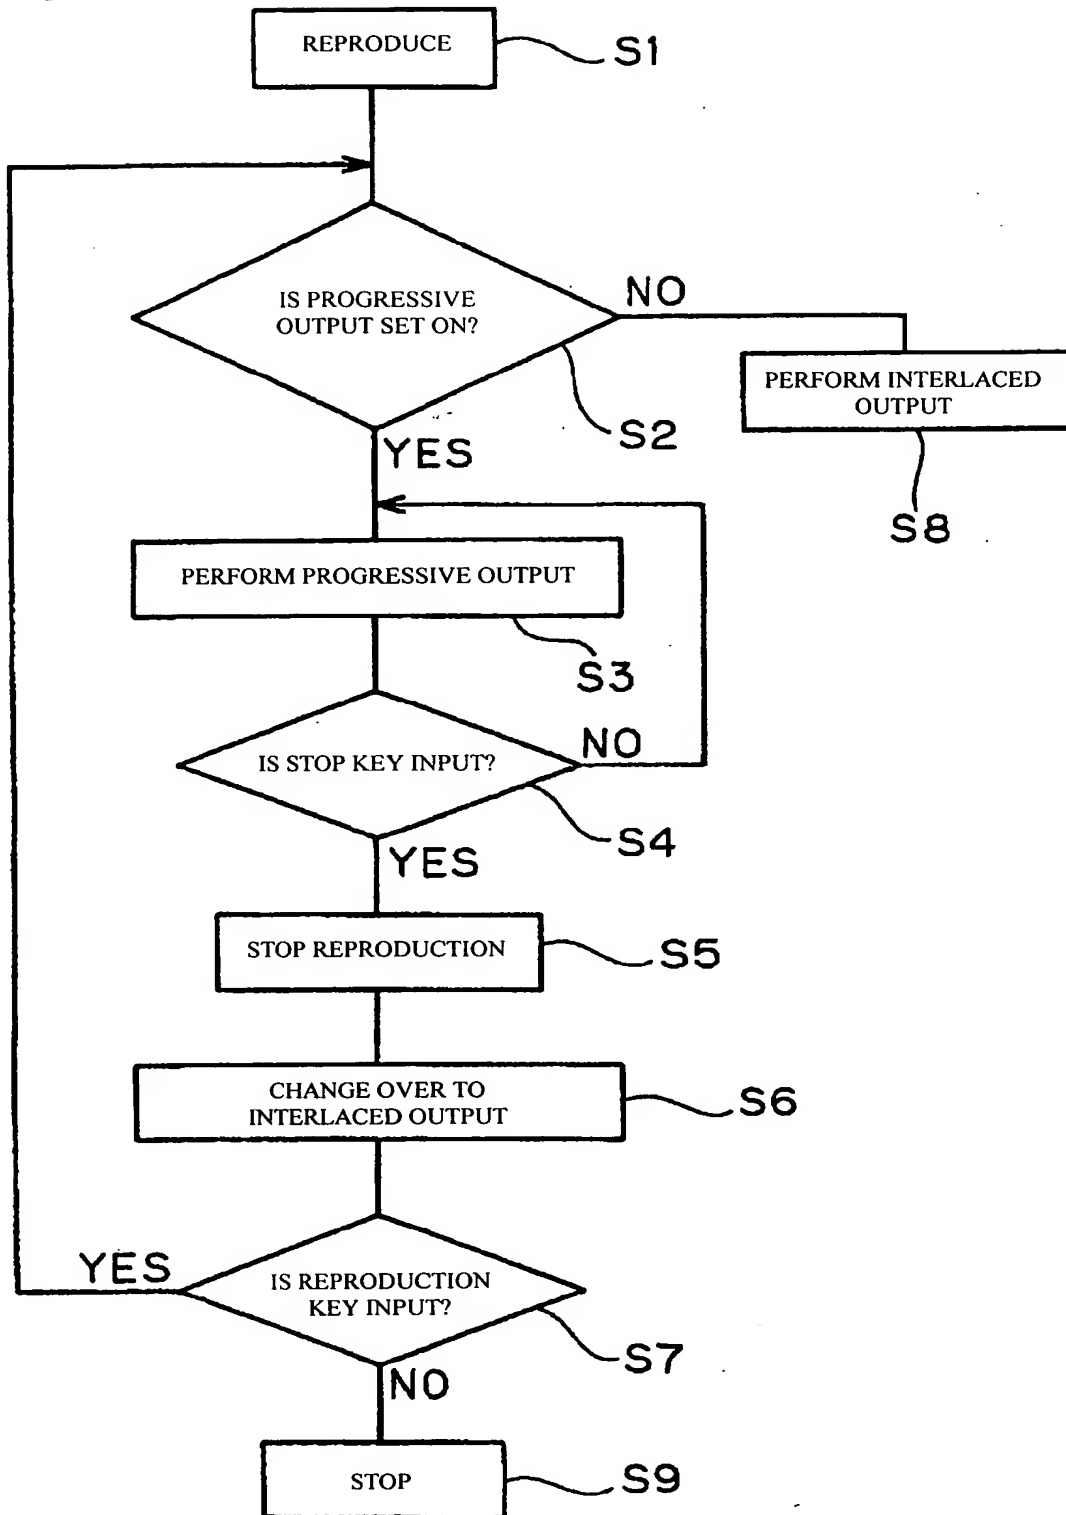 REPRODUCE
S1
IS PROGRESSIVE
OUTPUT SET ON?
NO
S2
YES
PERFORM INTERLACED
OUTPUT
S8
PERFORM PROGRESSIVE OUTPUT
S3
IS STOP KEY INPUT?
NO
S4
YES
STOP REPRODUCTION
S5
CHANGE OVER TO
INTERLACED OUTPUT
S6
IS REPRODUCTION
KEY INPUT?
YES
S7
NO
STOP
S9